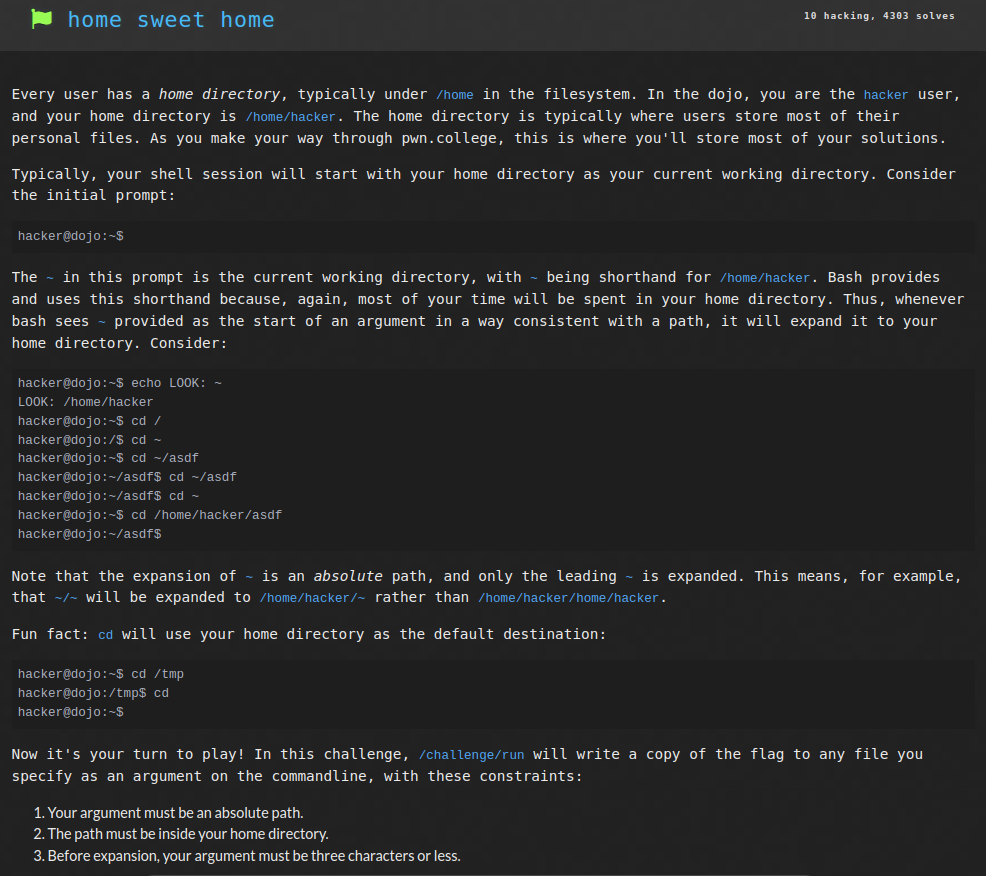 home sweet home
10 hacking, 4303 solves
Every user has a home directory, typically under /home in the filesystem. In the dojo, you are the hacker user,
and your home directory is /home/hacker. The home directory is typically where users store most of their
personal files. As you make your way through pwn.college, this is where you'll store most of your solutions.
Typically, your shell session will start with your home directory as your current working directory. Consider
the initial prompt:
hacker@dojo:~$
The ~ in this prompt is the current working directory, with ~ being shorthand for /home/hacker. Bash provides
and uses this shorthand because, again, most of your time will be spent in your home directory. Thus, whenever
bash sees ~ provided as the start of an argument in a way consistent with a path, it will expand it to your
home directory. Consider:
hacker@dojo:~$ echo LOOK: ~
LOOK: /home/hacker
hacker@dojo:~$ cd /
hacker@dojo:/$ cd ~
hacker@dojo:~$ cd ~/asdf
hacker@dojo:~/asdf$ cd ~/asdf
hacker@dojo:~/asdf$ cd ~
hacker@dojo:~$ cd /home/hacker/asdf
hacker@dojo:~/asdf$
Note that the expansion of ~ is an absolute path, and only the leading ~ is expanded. This means, for example,
that ~/~ will be expanded to /home/hacker/~ rather than /home/hacker/home/hacker.
Fun fact: cd will use your home directory as the default destination:
hacker@dojo:~$ cd /tmp
hacker@dojo:/tmp$ cd
hacker@dojo:~$
Now it's your turn to play! In this challenge, /challenge/run will write a copy of the flag to any file you
specify as an argument on the commandline, with these constraints:
1. Your argument must be an absolute path.
2. The path must be inside your home directory.
3. Before expansion, your argument must be three characters or less.